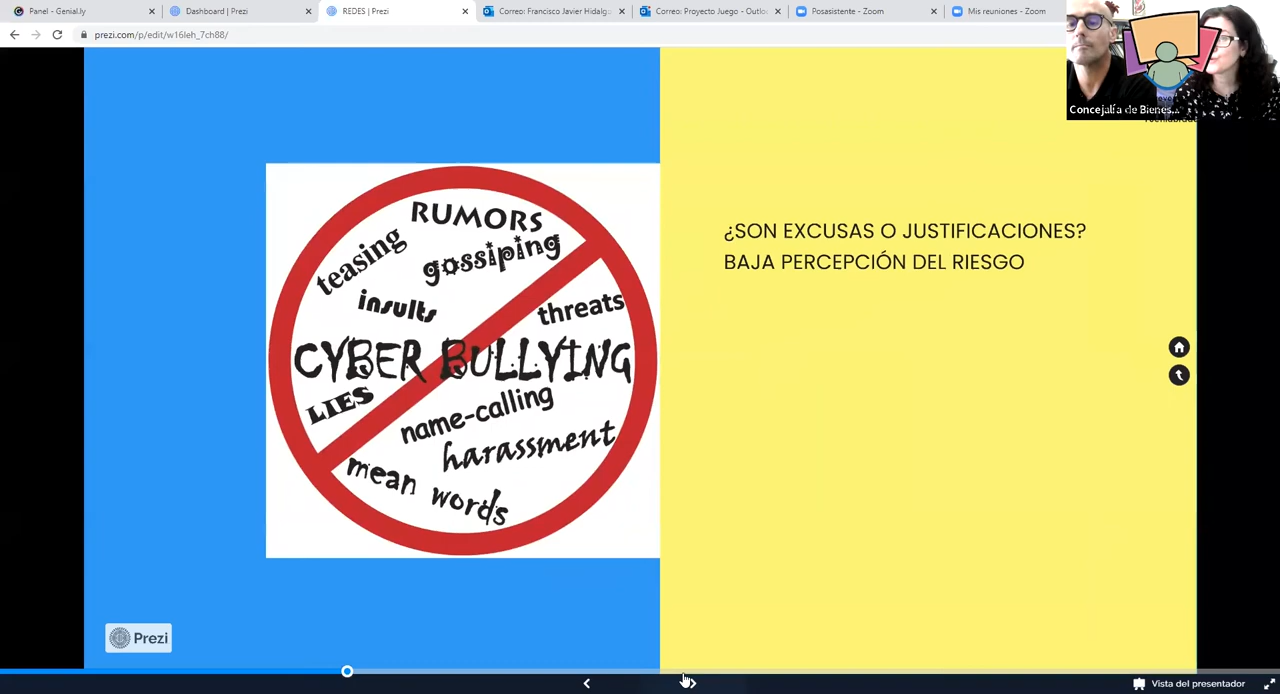 Panel - Genial.ly
Dashboard | Prezi
REDES | Prezi
Correo: Francisco Javier Hidalg
Correo: Proyecto Juego - Outlo
Posasistente - Zoom
Mis reuniones - Zoom
prezi.com/p/edit/w16leh_7ch88/
Concejalía de Bienes...
RUMORS
teasing
gossiping
insults
threats
CYBER BULLYING
LIES
name-calling
harassment
mean words
¿SON EXCUSAS O JUSTIFICACIONES?
BAJA PERCEPCIÓN DEL RIESGO
Prezi
Vista del presentador